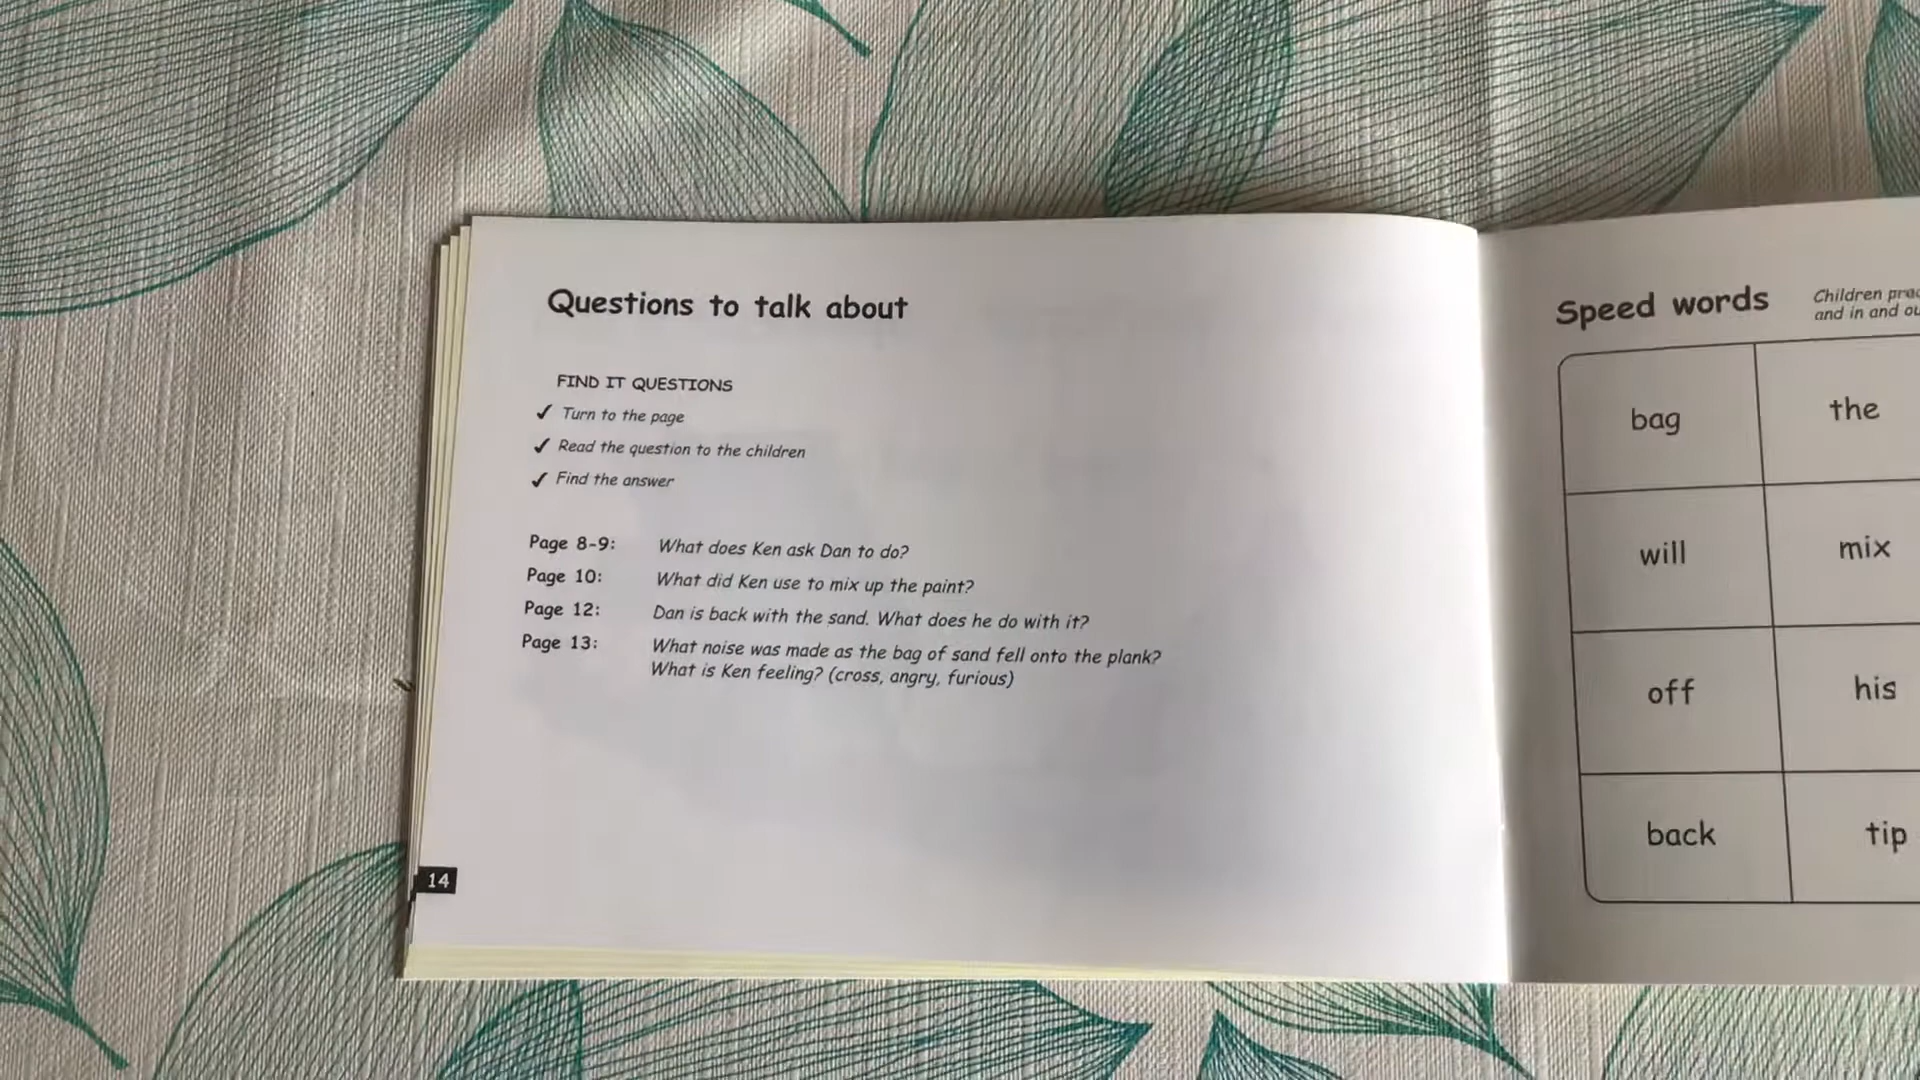 Questions to talk about
FIND IT QUESTIONS
✓ Turn to the page
✓ Read the question to the children
✓ Find the answer
Page 8-9: What does Ken ask Dan to do?
Page 10: What did Ken use to mix up the paint?
Page 12: Dan is back with the sand. What does he do with it?
Page 13: What noise was made as the bag of sand fell onto the plank?
What is Ken feeling? (cross, angry, furious)
14
Speed words
Children
and in and
bag the
will mix
off his
back tip